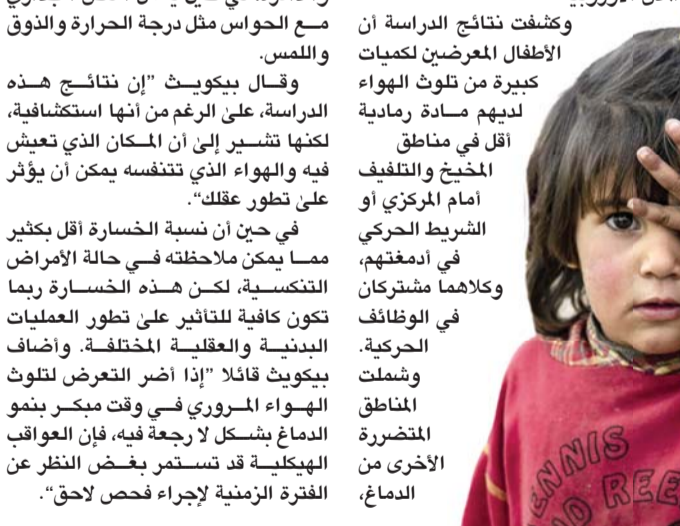 وكشفت نتائج الدراسة أن
الأطفال المعرضين لكميات
كبيرة من تلوث الهواء
لديهم مادة رمادية
أقل في مناطق
المخيخ والتلفيف
أمام المركزي أو
الشريط الحركي
في أدمغتهم،
وكلاهما مشتركان
في الوظائف
الحركية.
وشملت
المناطق
المتضررة
الأخرى من
الدماغ،
مع الحواس مثل درجة الحرارة والذوق
واللمس.
وقال بيكويث ”إن نتائج هذه
الدراسة، على الرغم من أنها استكشافية،
لكنها تشير إلى أن المكان الذي تعيش
فيه والهواء الذي تتنفسه يمكن أن يؤثر
على تطور عقلك“.
في حين أن نسبة الخسارة أقل بكثير
مما يمكن ملاحظته في حالة الأمراض
التنكسية، لكن هذه الخسارة ربما
تكون كافية للتأثير على تطور العمليات
البدنية والعقلية المختلفة. وأضاف
بيكويث قائلا ”إذا أضر التعرض لتلوث
الهواء المروري في وقت مبكر بنمو
الدماغ بشكل لا رجعة فيه، فإن العواقب
الهيكلية قد تستمر بغض النظر عن
الفترة الزمنية لإجراء فحص لاحق“.
ENNIS
REE